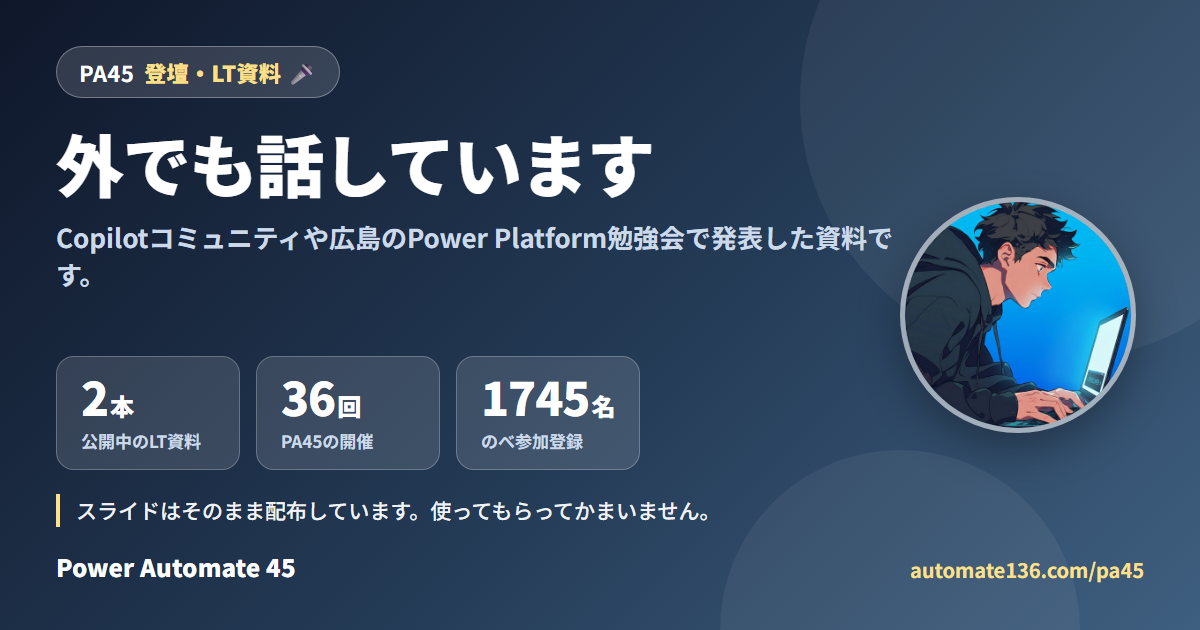 PA45 登壇・LT資料
外でも話しています
Copilotコミュニティや広島のPower Platform勉強会で発表した資料で
す。
2本
公開中のLT資料
36回
PA45の開催
1745名
のべ参加登録
スライドはそのまま配布しています。使ってもらってかまいません。
Power Automate 45
automate136.com/pa45